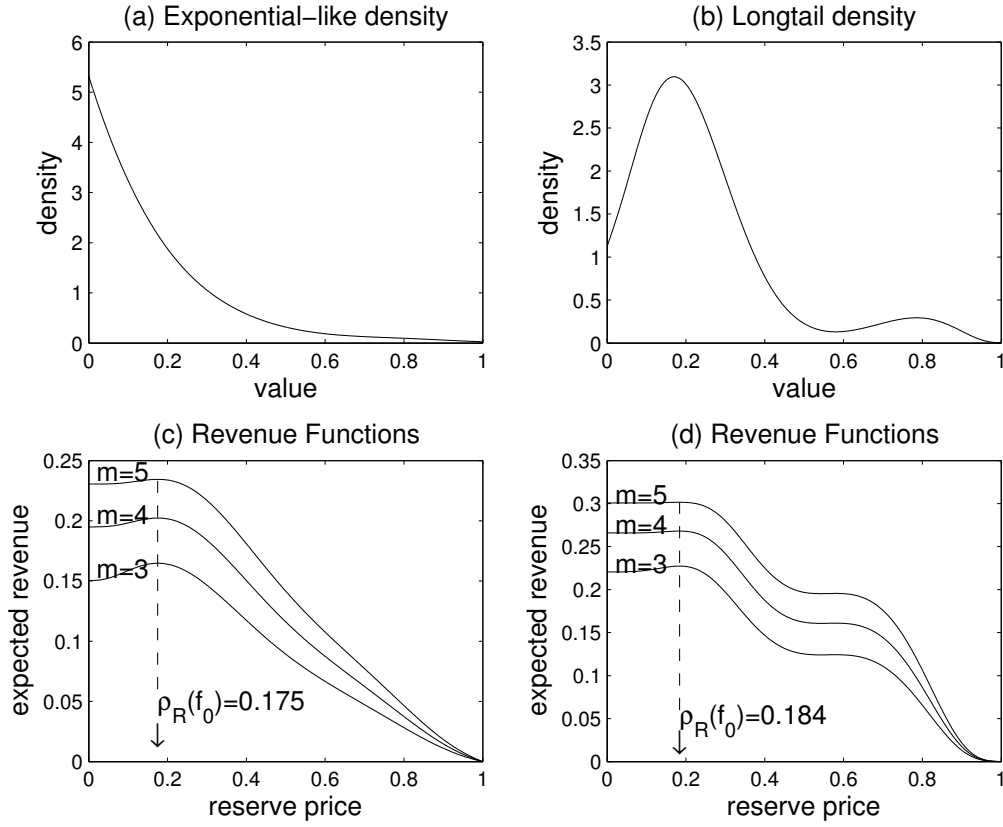 (a) Exponential−like density
6
5
4
3
2
1
0
density
0 0.2 0.4 0.6 0.8 1
value
(b) Longtail density
3.5
3
2.5
2
1.5
1
0.5
0
density
0 0.2 0.4 0.6 0.8 1
value
(c) Revenue Functions
0.25
0.2
0.15
0.1
0.05
0
expected revenue
m=5
m=4
m=3
ρ_R(f_0)=0.175
0 0.2 0.4 0.6 0.8 1
reserve price
(d) Revenue Functions
0.35
0.3
0.25
0.2
0.15
0.1
0.05
0
expected revenue
m=5
m=4
m=3
ρ_R(f_0)=0.184
0 0.2 0.4 0.6 0.8 1
reserve price